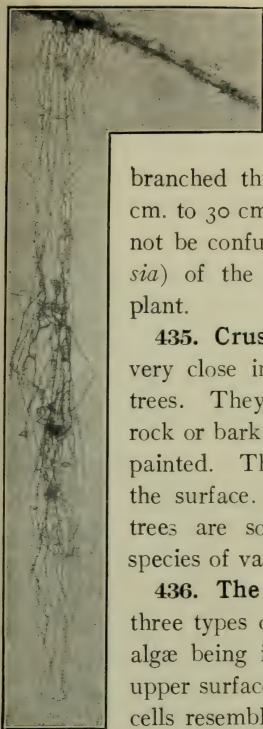 branched th
cm. to 30 cm
not be confu
sia) of the
plant.
435. Crus
very close i
trees. They
rock or bark
painted. Th
the surface.
trees are so
species of va
436. The
three types o
algæ being i
upper surfac
cells resembl